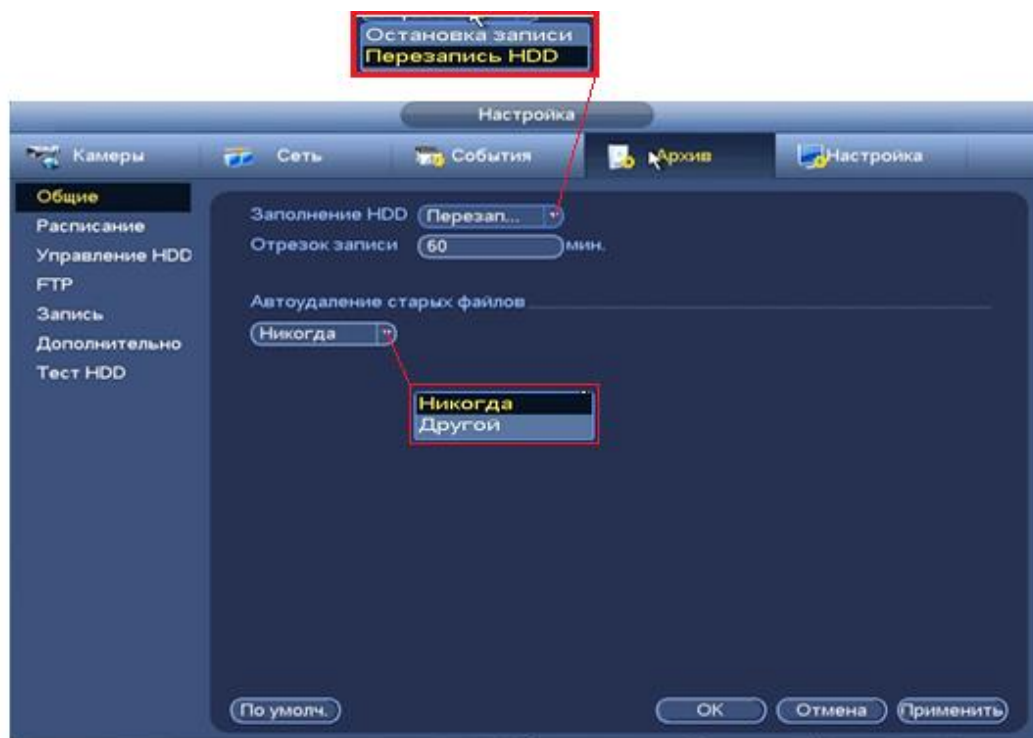 Остановка записи
Перезапись HDD
Настройка
Камеры Сеть События Архив Настройка
Общие
Расписание
Управление HDD
FTP
Запись
Дополнительно
Тест HDD
Заполнение HDD Перезап...
Отрезок записи 60 мин.
Автоудаление старых файлов
Никогда
Никогда
Другой
По умолч. OK Отмена Применить